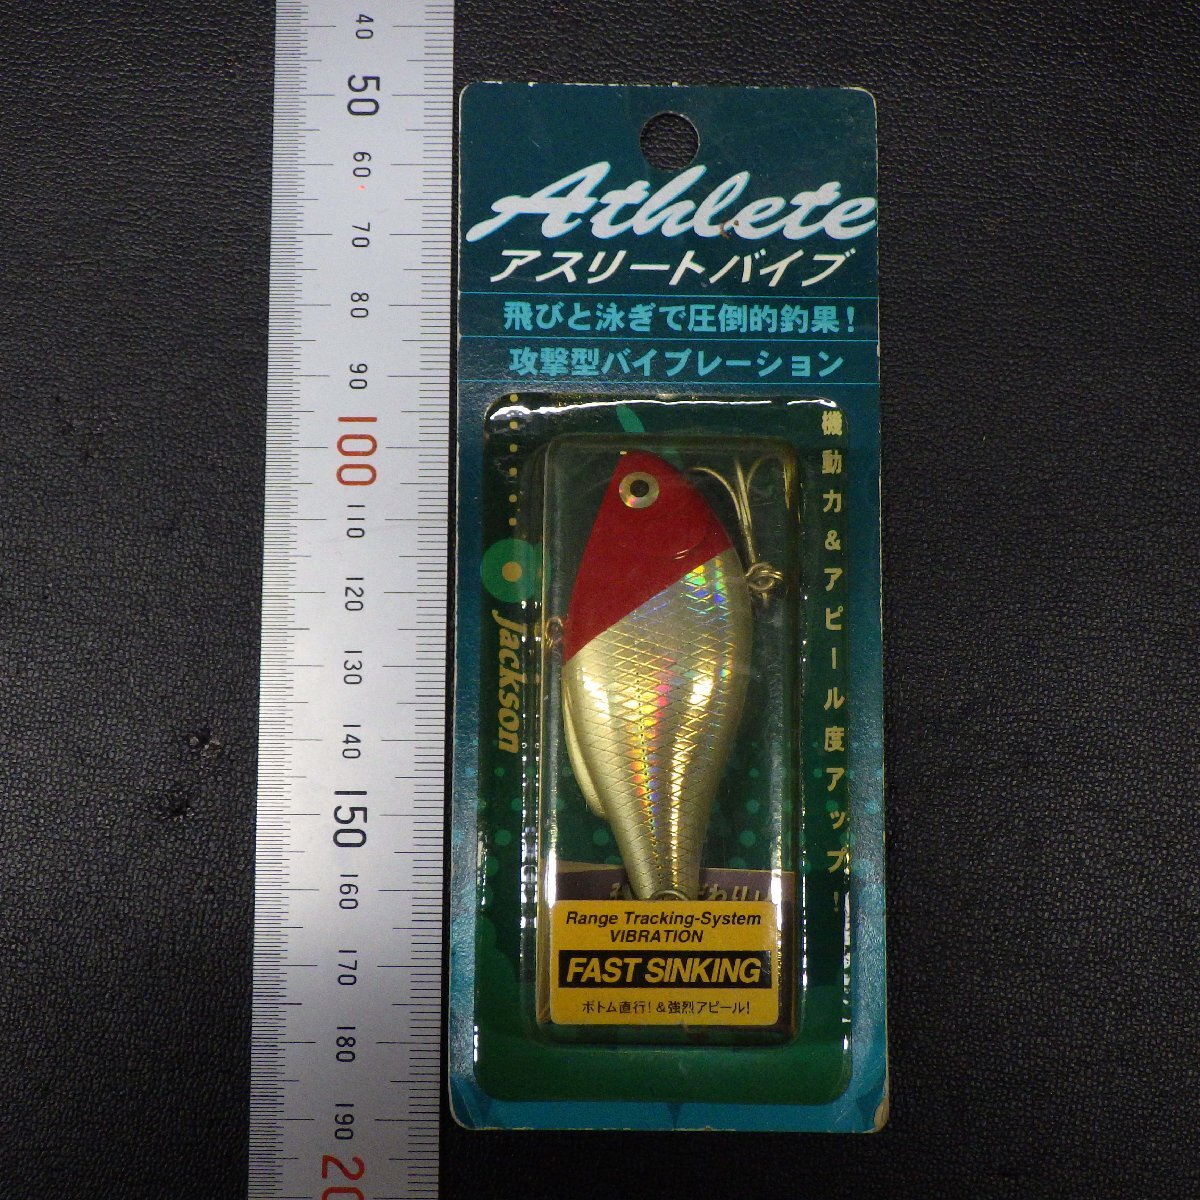 40
50
60
70
80
90
100
110
120
130
140
150
160
170
180
190
Athlete
アスリートバイブ
飛びと泳ぎで圧倒的釣果!
攻撃型バイブレーション
機動力&アピール度アップ!
Jackson
Range Tracking-System
VIBRATION
FAST SINKING
ボトム直行!&強烈アピール!